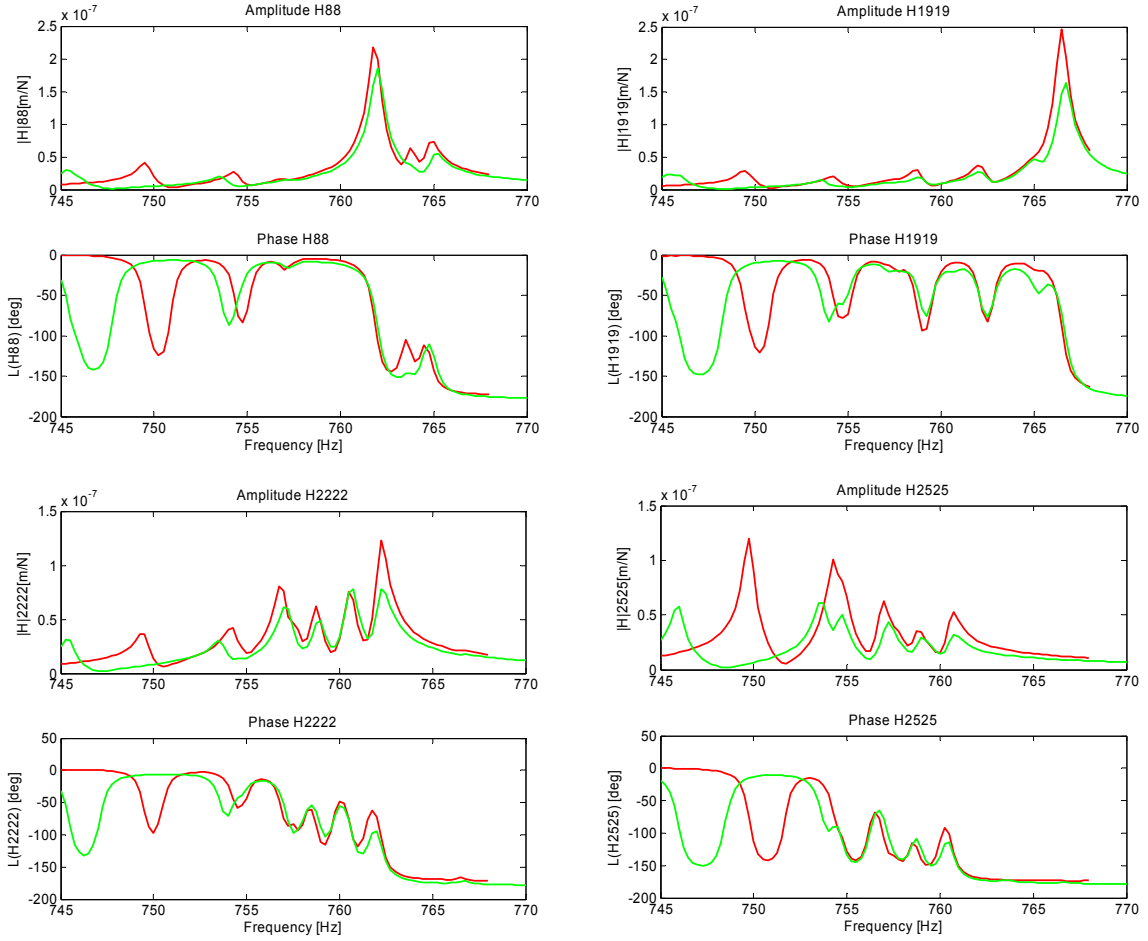 Amplitude H88
x 10^-7
|H|88[m/N]
2.5
2
1.5
1
0.5
0
745 750 755 760 765 770
Phase H88
L(H88) [deg]
0
-50
-100
-150
-200
745 750 755 760 765 770
Frequency [Hz]
Amplitude H1919
x 10^-7
|H|1919[m/N]
2.5
2
1.5
1
0.5
0
745 750 755 760 765 770
Phase H1919
L(H1919) [deg]
0
-50
-100
-150
-200
745 750 755 760 765 770
Frequency [Hz]
Amplitude H2222
x 10^-7
|H|2222[m/N]
1.5
1
0.5
0
745 750 755 760 765 770
Phase H2222
L(H2222) [deg]
50
0
-50
-100
-150
-200
745 750 755 760 765 770
Frequency [Hz]
Amplitude H2525
x 10^-7
|H|2525[m/N]
1.5
1
0.5
0
745 750 755 760 765 770
Phase H2525
L(H2525) [deg]
50
0
-50
-100
-150
-200
745 750 755 760 765 770
Frequency [Hz]